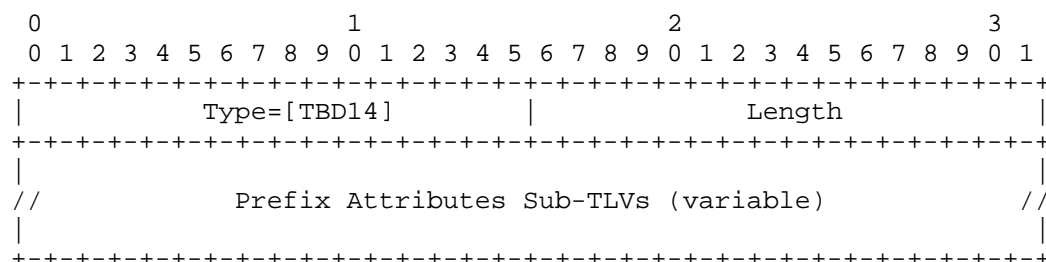 0                   1                   2                   3
 0 1 2 3 4 5 6 7 8 9 0 1 2 3 4 5 6 7 8 9 0 1 2 3 4 5 6 7 8 9 0 1
+-+-+-+-+-+-+-+-+-+-+-+-+-+-+-+-+-+-+-+-+-+-+-+-+-+-+-+-+-+-+-+-+
|           Type=[TBD14]        |             Length            |
+-+-+-+-+-+-+-+-+-+-+-+-+-+-+-+-+-+-+-+-+-+-+-+-+-+-+-+-+-+-+-+-+
|                                                               |
//            Prefix Attributes Sub-TLVs (variable)            //
|                                                               |
+-+-+-+-+-+-+-+-+-+-+-+-+-+-+-+-+-+-+-+-+-+-+-+-+-+-+-+-+-+-+-+-+